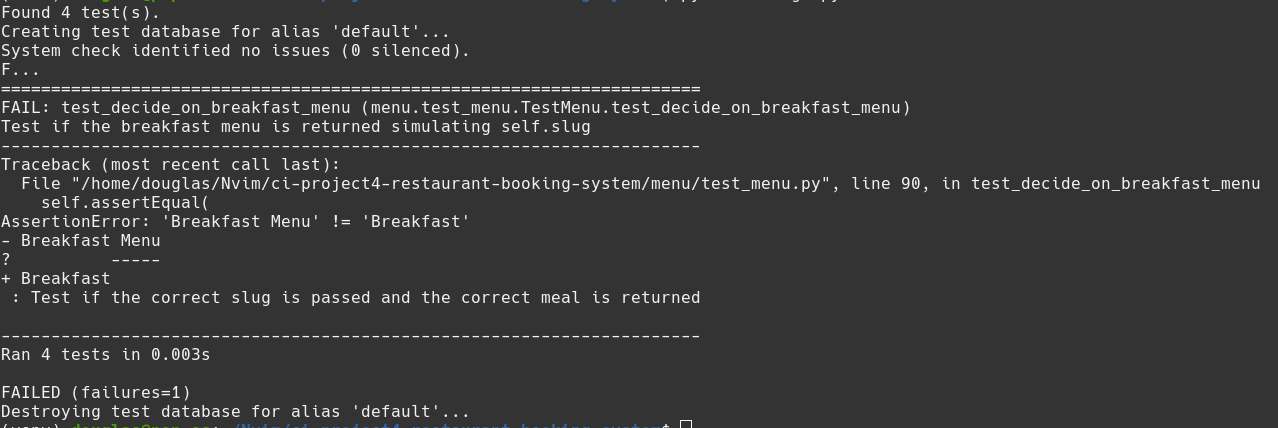 Found 4 test(s).
Creating test database for alias 'default'...
System check identified no issues (0 silenced).
F...
======================================================================
FAIL: test_decide_on_breakfast_menu (menu.test_menu.TestMenu.test_decide_on_breakfast_menu)
Test if the breakfast menu is returned simulating self.slug
----------------------------------------------------------------------
Traceback (most recent call last):
  File "/home/douglas/Nvim/ci-project4-restaurant-booking-system/menu/test_menu.py", line 90, in test_decide_on_breakfast_menu
    self.assertEqual(
AssertionError: 'Breakfast Menu' != 'Breakfast'
- Breakfast Menu
?          -----
+ Breakfast
 : Test if the correct slug is passed and the correct meal is returned
----------------------------------------------------------------------
Ran 4 tests in 0.003s
FAILED (failures=1)
Destroying test database for alias 'default'...